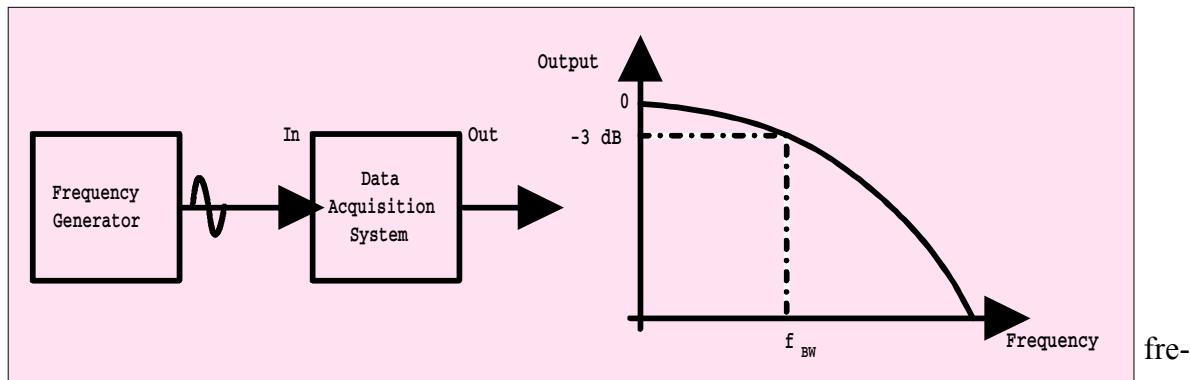 Output
0
-3 dB
In
Out
Frequency
Generator
Data
Acquisition
System
f BW
Frequency
fre-